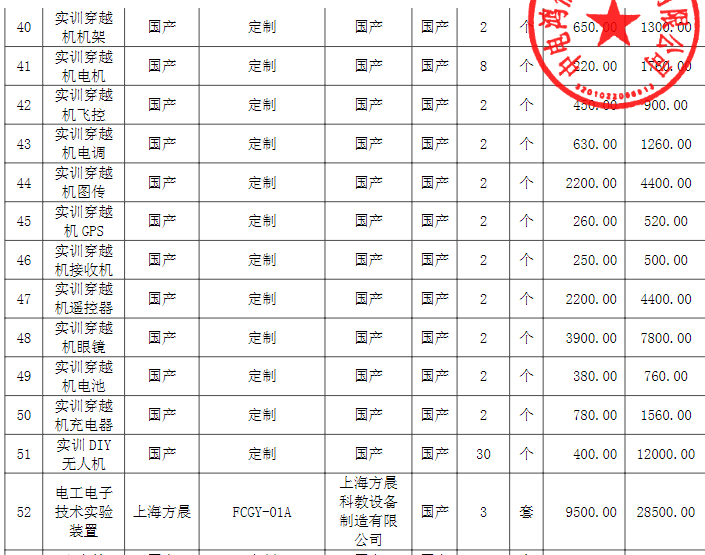 40 实训穿越机机架 国产 定制 国产 国产 2 个 650.00 1300.00
41 实训穿越机电机 国产 定制 国产 国产 8 个 220.00 1760.00
42 实训穿越机飞控 国产 定制 国产 国产 2 个 450.00 900.00
43 实训穿越机电调 国产 定制 国产 国产 2 个 630.00 1260.00
44 实训穿越机图传 国产 定制 国产 国产 2 个 2200.00 4400.00
45 实训穿越机 GPS 国产 定制 国产 国产 2 个 260.00 520.00
46 实训穿越机接收机 国产 定制 国产 国产 2 个 250.00 500.00
47 实训穿越机遥控器 国产 定制 国产 国产 2 个 2200.00 4400.00
48 实训穿越机眼镜 国产 定制 国产 国产 2 个 3900.00 7800.00
49 实训穿越机电池 国产 定制 国产 国产 2 个 380.00 760.00
50 实训穿越机充电器 国产 定制 国产 国产 2 个 780.00 1560.00
51 实训 DIY 无人机 国产 定制 国产 国产 30 个 400.00 12000.00
52 电工电子技术实验装置 上海方晨 FCGY-01A 上海方晨科教设备制造有限公司 国产 3 套 9500.00 28500.00
中电鸿
有限公司